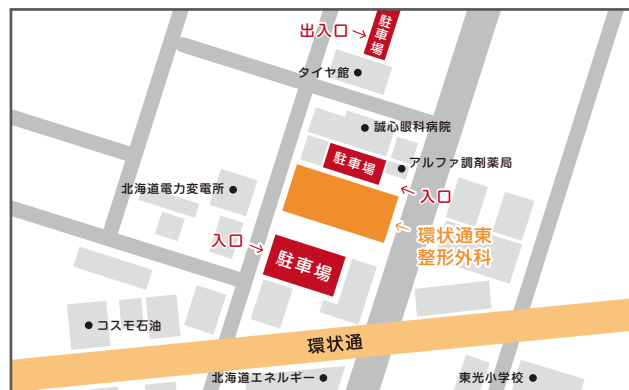 駐車場
出入口
タイヤ館
誠心眼科病院
駐車場
アルファ調剤薬局
北海道電力変電所
入口
環状通東
整形外科
入口
駐車場
コスモ石油
環状通
北海道エネルギー
東光小学校